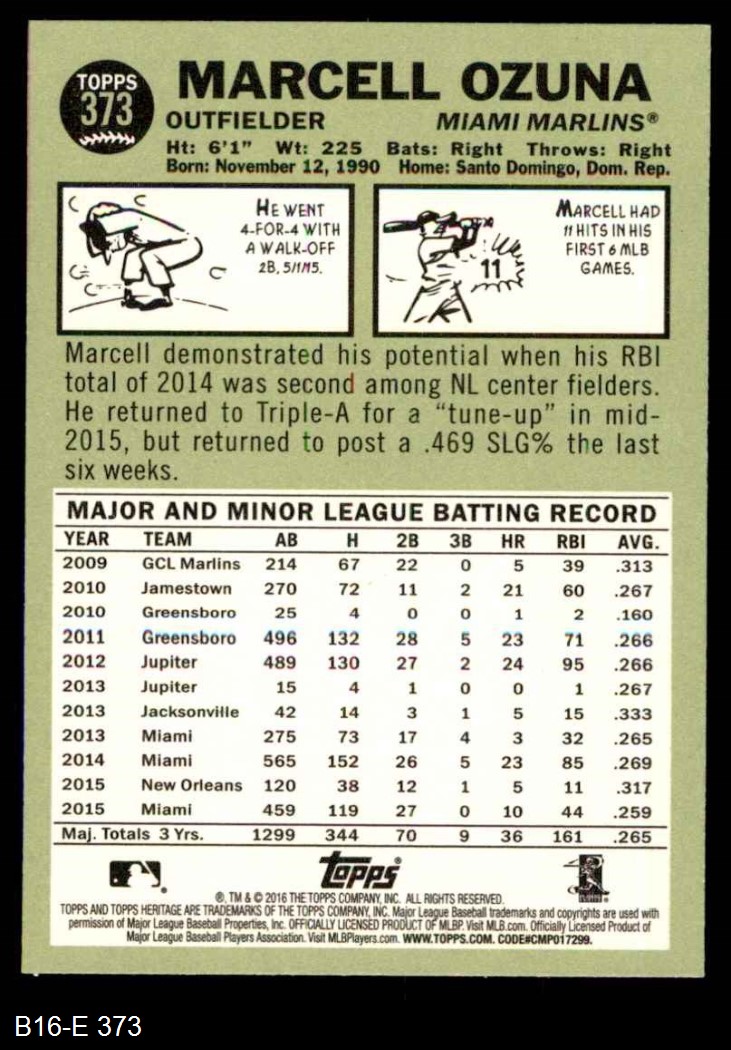 TOPPS
373
MARCELL OZUNA
OUTFIELDER MIAMI MARLINS®
Ht: 6'1" Wt: 225 Bats: Right Throws: Right
Born: November 12, 1990 Home: Santo Domingo, Dom. Rep.
HE WENT
4-FOR-4 WITH
A WALK-OFF
2B, 5/1/15.
11
MARCELL HAD
11 HITS IN HIS
FIRST 6 MLB
GAMES.
Marcell demonstrated his potential when his RBI
total of 2014 was second among NL center fielders.
He returned to Triple-A for a “tune-up” in mid-
2015, but returned to post a .469 SLG% the last
six weeks.
MAJOR AND MINOR LEAGUE BATTING RECORD
YEAR TEAM AB H 2B 3B HR RBI AVG.
2009 GCL Marlins 214 67 22 0 5 39 .313
2010 Jamestown 270 72 11 2 21 60 .267
2010 Greensboro 25 4 0 0 1 2 .160
2011 Greensboro 496 132 28 5 23 71 .266
2012 Jupiter 489 130 27 2 24 95 .266
2013 Jupiter 15 4 1 0 0 1 .267
2013 Jacksonville 42 14 3 1 5 15 .333
2013 Miami 275 73 17 4 3 32 .265
2014 Miami 565 152 26 5 23 85 .269
2015 New Orleans 120 38 12 1 5 11 .317
2015 Miami 459 119 27 0 10 44 .259
Maj. Totals 3 Yrs. 1299 344 70 9 36 161 .265
Topps®
®, TM & © 2016 THE TOPPS COMPANY, INC. ALL RIGHTS RESERVED.
TOPPS AND TOPPS HERITAGE ARE TRADEMARKS OF THE TOPPS COMPANY, INC. Major League Baseball trademarks and copyrights are used with
permission of Major League Baseball Properties, Inc. OFFICIALLY LICENSED PRODUCT OF MLBP. Visit MLB.com. Officially Licensed Product of
Major League Baseball Players Association. Visit MLBPlayers.com. WWW.TOPPS.COM. CODE#CMP017299.
B16-E 373